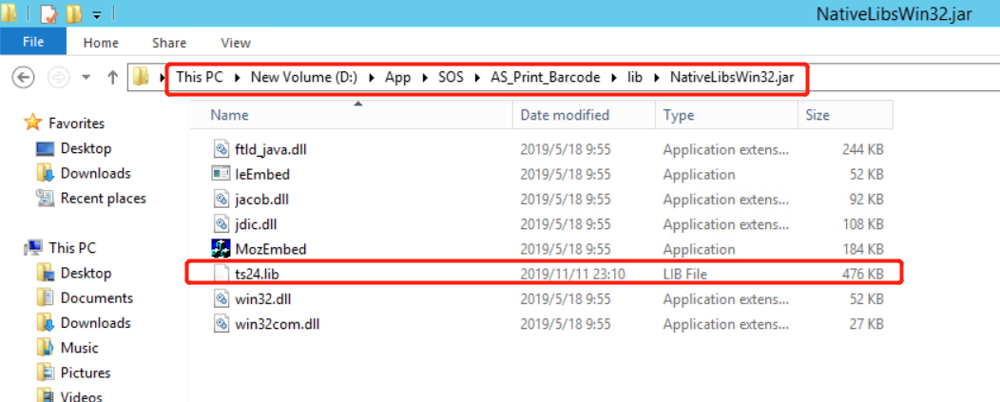 NativeLibsWin32.jar
File Home Share View
This PC New Volume (D:) App SOS AS_Print_Barcode lib NativeLibsWin32.jar
Name Date modified Type Size
Favorites
Desktop
Downloads
Recent places
This PC
Desktop
Documents
Downloads
Music
Pictures
Videos
ftld_java.dll 2019/5/18 9:55 Application extens... 244 KB
IeEmbed 2019/5/18 9:55 Application 52 KB
jacob.dll 2019/5/18 9:55 Application extens... 92 KB
jdic.dll 2019/5/18 9:55 Application extens... 108 KB
MozEmbed 2019/5/18 9:55 Application 184 KB
ts24.lib 2019/11/11 23:10 LIB File 476 KB
win32.dll 2019/5/18 9:55 Application extens... 52 KB
win32com.dll 2019/5/18 9:55 Application extens... 27 KB